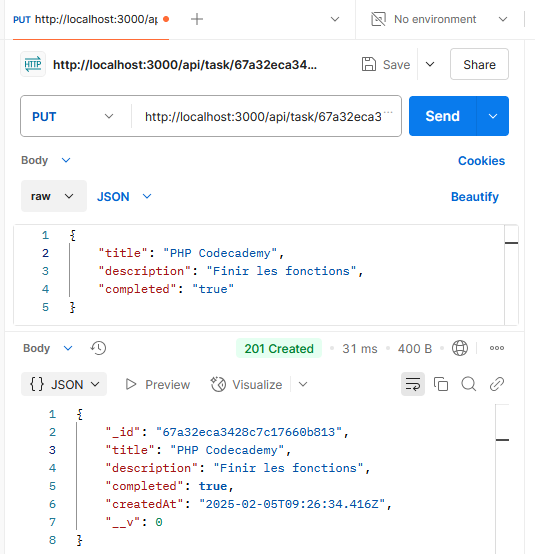 PUT http://localhost:3000/ap No environment
HTTP http://localhost:3000/api/task/67a32eca34... Save Share
PUT http://localhost:3000/api/task/67a32eca3... Send
Body Cookies
raw JSON Beautify
1 {
2 "title": "PHP Codecademy",
3 "description": "Finir les fonctions",
4 "completed": "true"
5 }
Body 201 Created 31 ms 400 B
{} JSON Preview Visualize
1 {
2 "_id": "67a32eca3428c7c17660b813",
3 "title": "PHP Codecademy",
4 "description": "Finir les fonctions",
5 "completed": true,
6 "createdAt": "2025-02-05T09:26:34.416Z",
7 "__v": 0
8 }